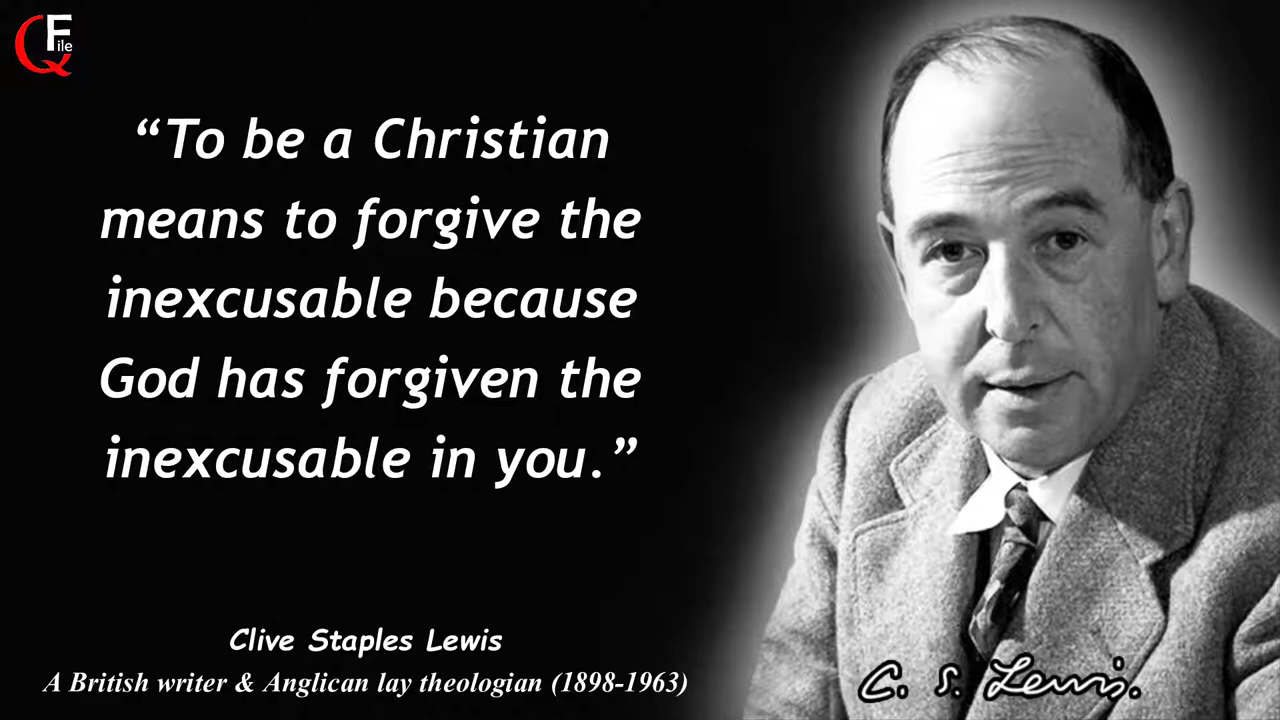 QFile
“To be a Christian
means to forgive the
inexcusable because
God has forgiven the
inexcusable in you.”
Clive Staples Lewis
A British writer & Anglican lay theologian (1898-1963)
C. S. Lewis.